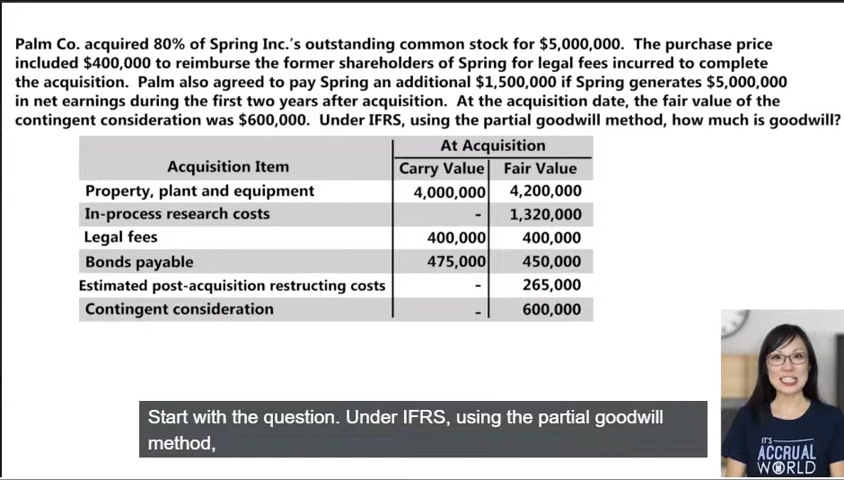 Palm Co. acquired 80% of Spring Inc.'s outstanding common stock for $5,000,000. The purchase price
included $400,000 to reimburse the former shareholders of Spring for legal fees incurred to complete
the acquisition. Palm also agreed to pay Spring an additional $1,500,000 if Spring generates $5,000,000
in net earnings during the first two years after acquisition. At the acquisition date, the fair value of the
contingent consideration was $600,000. Under IFRS, using the partial goodwill method, how much is goodwill?
At Acquisition
Acquisition Item Carry Value Fair Value
Property, plant and equipment 4,000,000 4,200,000
In-process research costs - 1,320,000
Legal fees 400,000 400,000
Bonds payable 475,000 450,000
Estimated post-acquisition restructing costs - 265,000
Contingent consideration - 600,000
Start with the question. Under IFRS, using the partial goodwill
method,
IT'S
ACCRUAL
WORLD